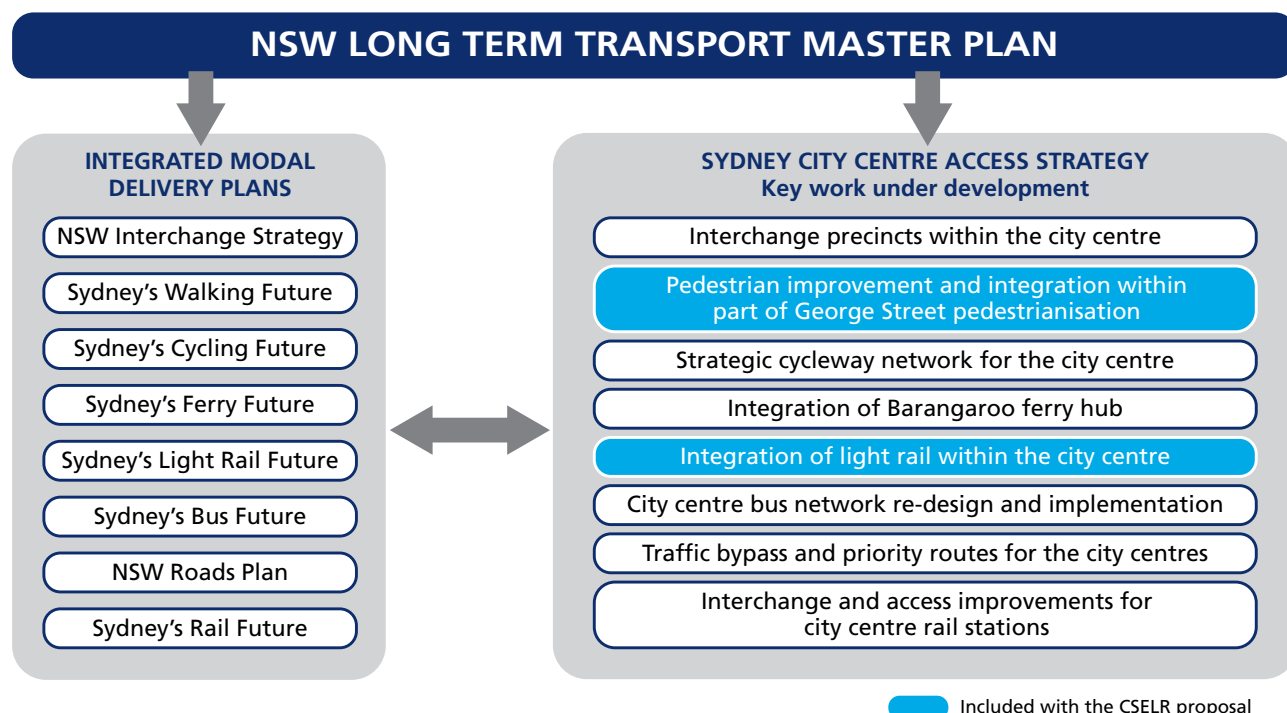 NSW LONG TERM TRANSPORT MASTER PLAN
INTEGRATED MODAL
DELIVERY PLANS
NSW Interchange Strategy
Sydney’s Walking Future
Sydney’s Cycling Future
Sydney’s Ferry Future
Sydney’s Light Rail Future
Sydney’s Bus Future
NSW Roads Plan
Sydney’s Rail Future
SYDNEY CITY CENTRE ACCESS STRATEGY
Key work under development
Interchange precincts within the city centre
Pedestrian improvement and integration within
part of George Street pedestrianisation
Strategic cycleway network for the city centre
Integration of Barangaroo ferry hub
Integration of light rail within the city centre
City centre bus network re-design and implementation
Traffic bypass and priority routes for the city centres
Interchange and access improvements for
city centre rail stations
Included with the CSELR proposal